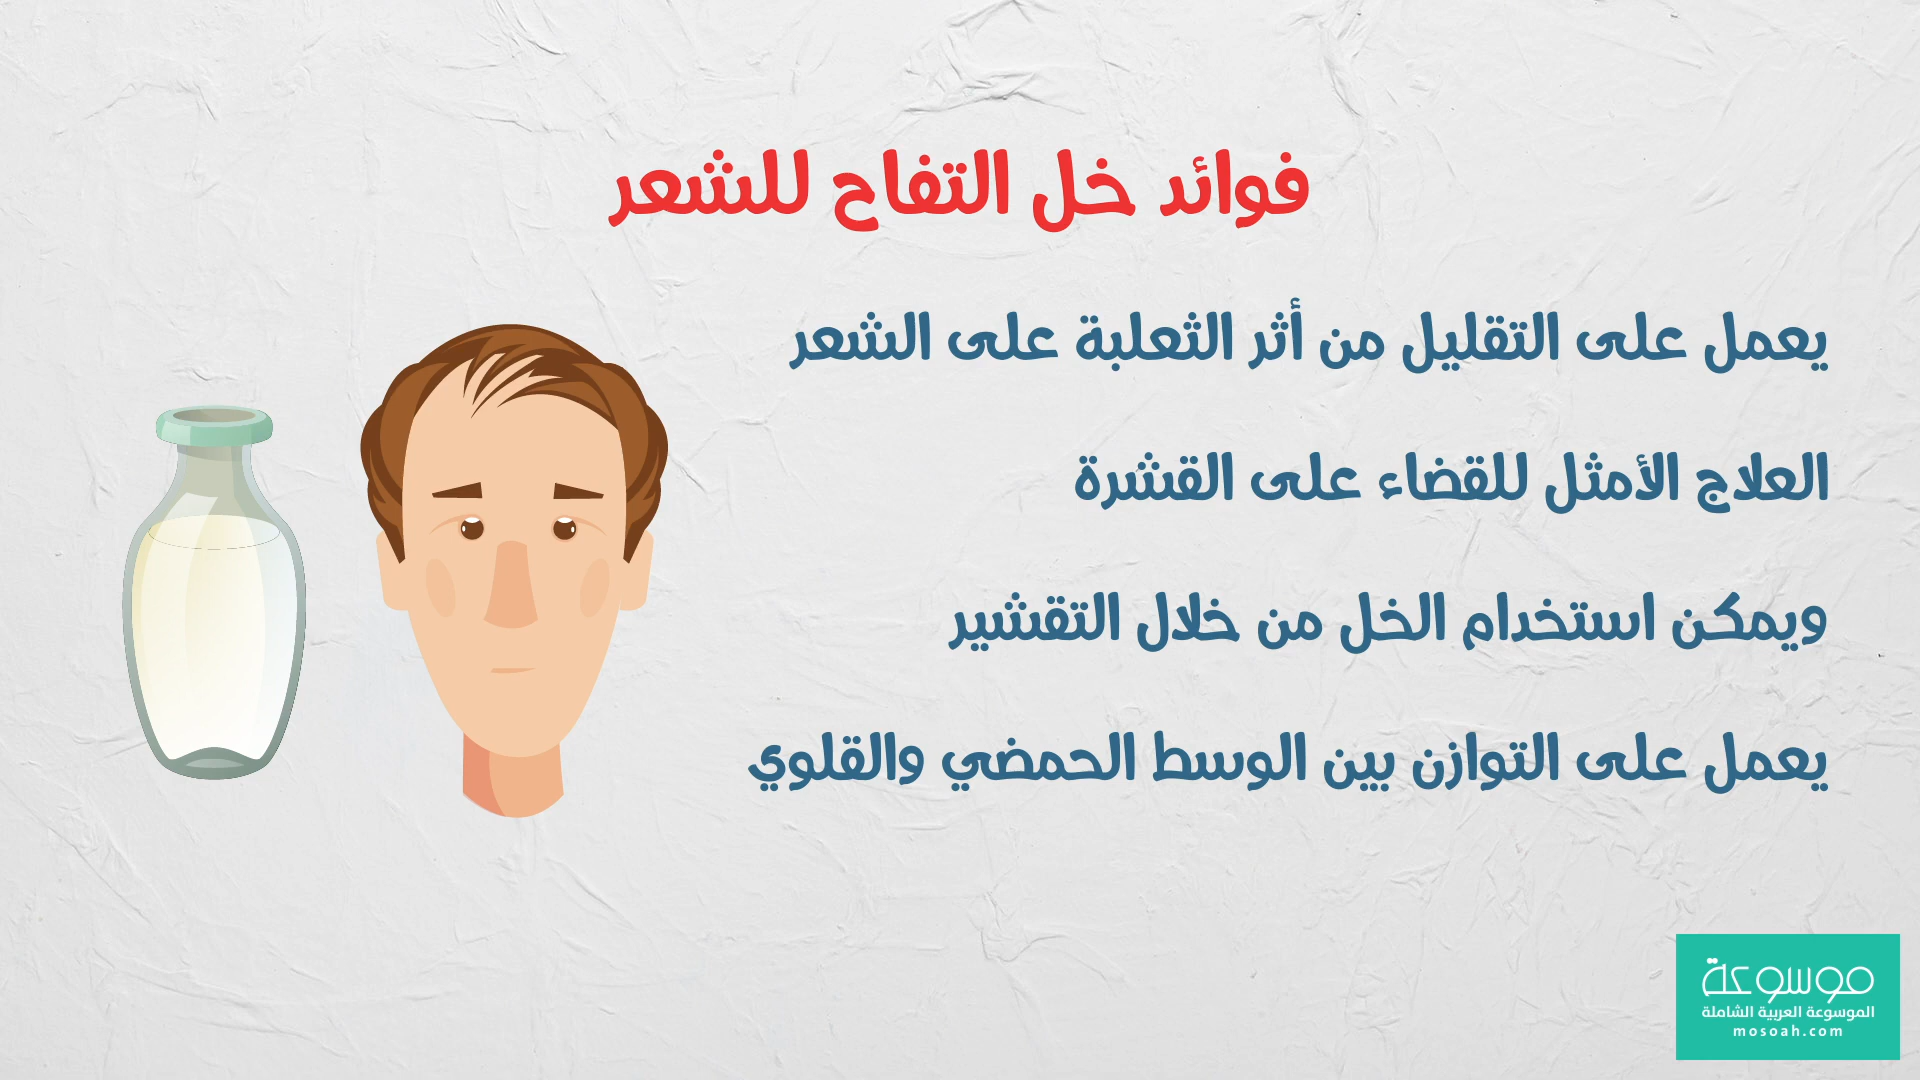 فوائد خل التفاح للشعر
يعمل على التقليل من أثر الثعلبة على الشعر
العلاج الأمثل للقضاء على القشرة
ويمكن استخدام الخل من خلال التقشير
يعمل على التوازن بين الوسط الحمضي والقلوي
موسوعة
الموسوعة العربية الشاملة
mosoah.com